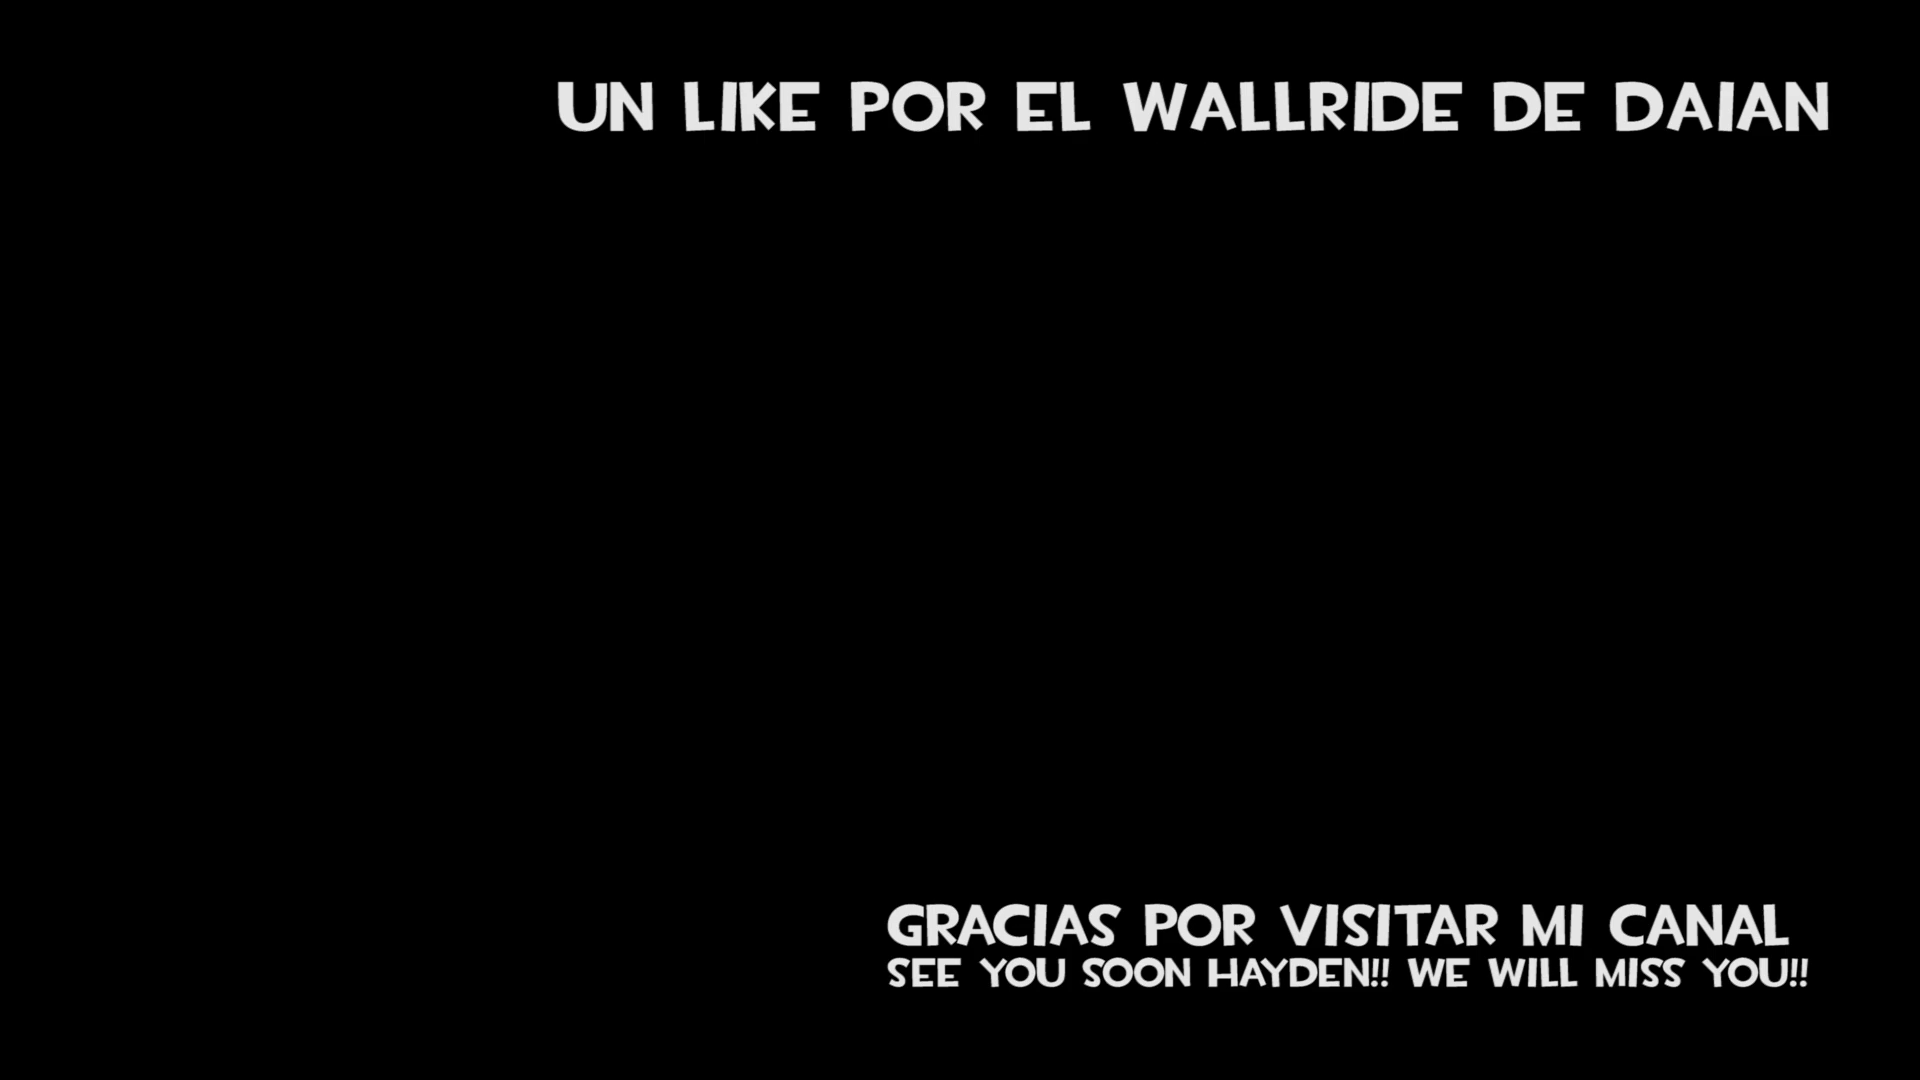 UN LIKE POR EL WALLRIDE DE DAIAN
GRACIAS POR VISITAR MI CANAL
SEE YOU SOON HAYDEN!! WE WILL MISS YOU!!